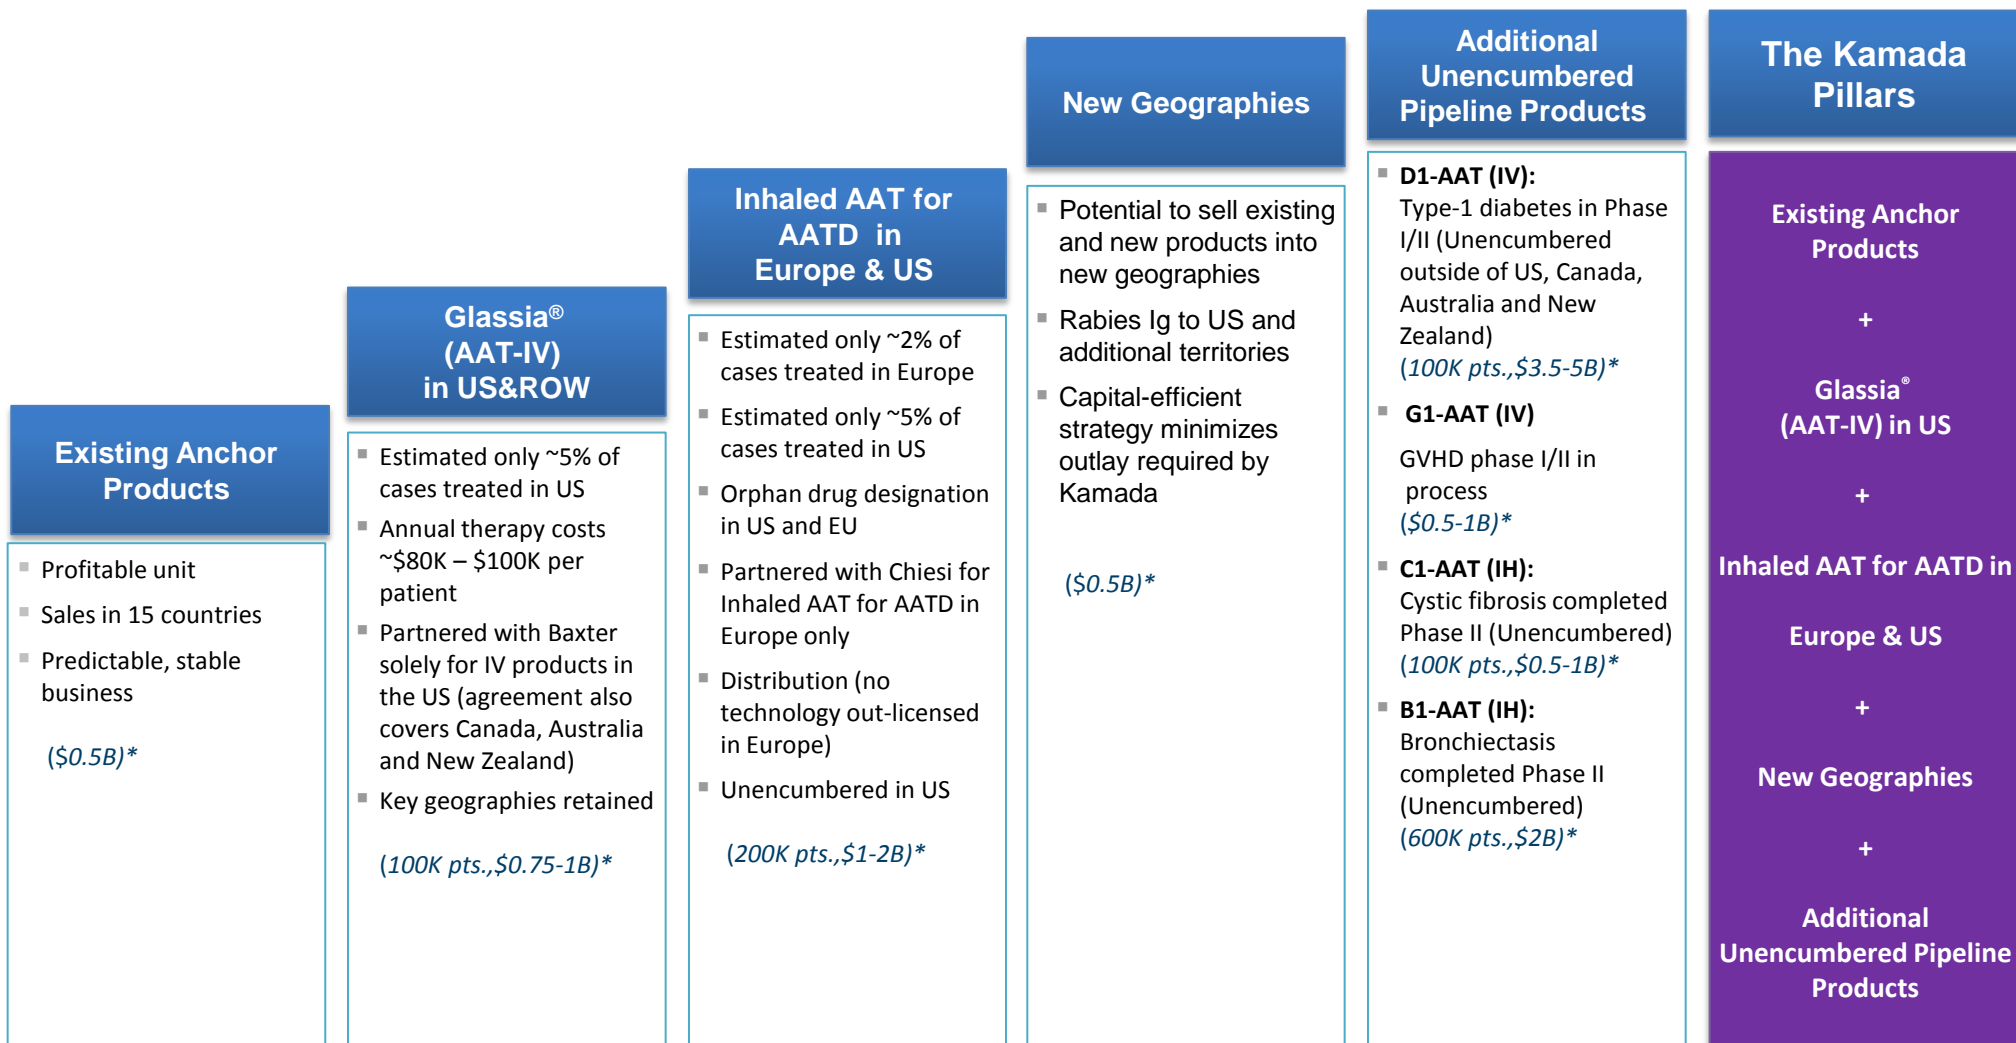 Existing Anchor
Products
▪ Profitable unit
▪ Sales in 15 countries
▪ Predictable, stable
business
($0.5B)*
Glassia®
(AAT-IV)
in US&ROW
▪ Estimated only ~5% of
cases treated in US
▪ Annual therapy costs
~$80K – $100K per
patient
▪ Partnered with Baxter
solely for IV products in
the US (agreement also
covers Canada, Australia
and New Zealand)
▪ Key geographies retained
(100K pts.,$0.75-1B)*
Inhaled AAT for
AATD in
Europe & US
▪ Estimated only ~2% of
cases treated in Europe
▪ Estimated only ~5% of
cases treated in US
▪ Orphan drug designation
in US and EU
▪ Partnered with Chiesi for
Inhaled AAT for AATD in
Europe only
▪ Distribution (no
technology out-licensed
in Europe)
▪ Unencumbered in US
(200K pts.,$1-2B)*
New Geographies
▪ Potential to sell existing
and new products into
new geographies
▪ Rabies Ig to US and
additional territories
▪ Capital-efficient
strategy minimizes
outlay required by
Kamada
($0.5B)*
Additional
Unencumbered
Pipeline Products
▪ D1-AAT (IV):
Type-1 diabetes in Phase
I/II (Unencumbered
outside of US, Canada,
Australia and New
Zealand)
(100K pts.,$3.5-5B)*
▪ G1-AAT (IV)
GVHD phase I/II in
process
($0.5-1B)*
▪ C1-AAT (IH):
Cystic fibrosis completed
Phase II (Unencumbered)
(100K pts.,$0.5-1B)*
▪ B1-AAT (IH):
Bronchiectasis
completed Phase II
(Unencumbered)
(600K pts.,$2B)*
The Kamada
Pillars
Existing Anchor
Products
+
Glassia®
(AAT-IV) in US
+
Inhaled AAT for AATD in
Europe & US
+
New Geographies
+
Additional
Unencumbered Pipeline
Products